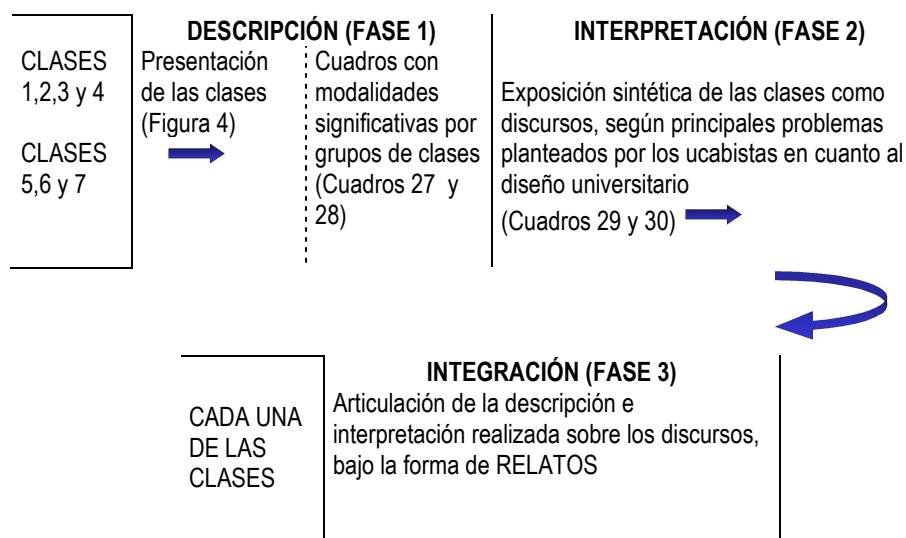 DESCRIPCIÓN (FASE 1)
INTERPRETACIÓN (FASE 2)
CLASES
1,2,3 y 4
CLASES
5,6 y 7
Presentación
de las clases
(Figura 4)
Cuadros con
modalidades
significativas por
grupos de clases
(Cuadros 27 y
28)
Exposición sintética de las clases como
discursos, según principales problemas
planteados por los ucabistas en cuanto al
diseño universitario
(Cuadros 29 y 30)
INTEGRACIÓN (FASE 3)
CADA UNA
DE LAS
CLASES
Articulación de la descripción e
interpretación realizada sobre los discursos,
bajo la forma de RELATOS